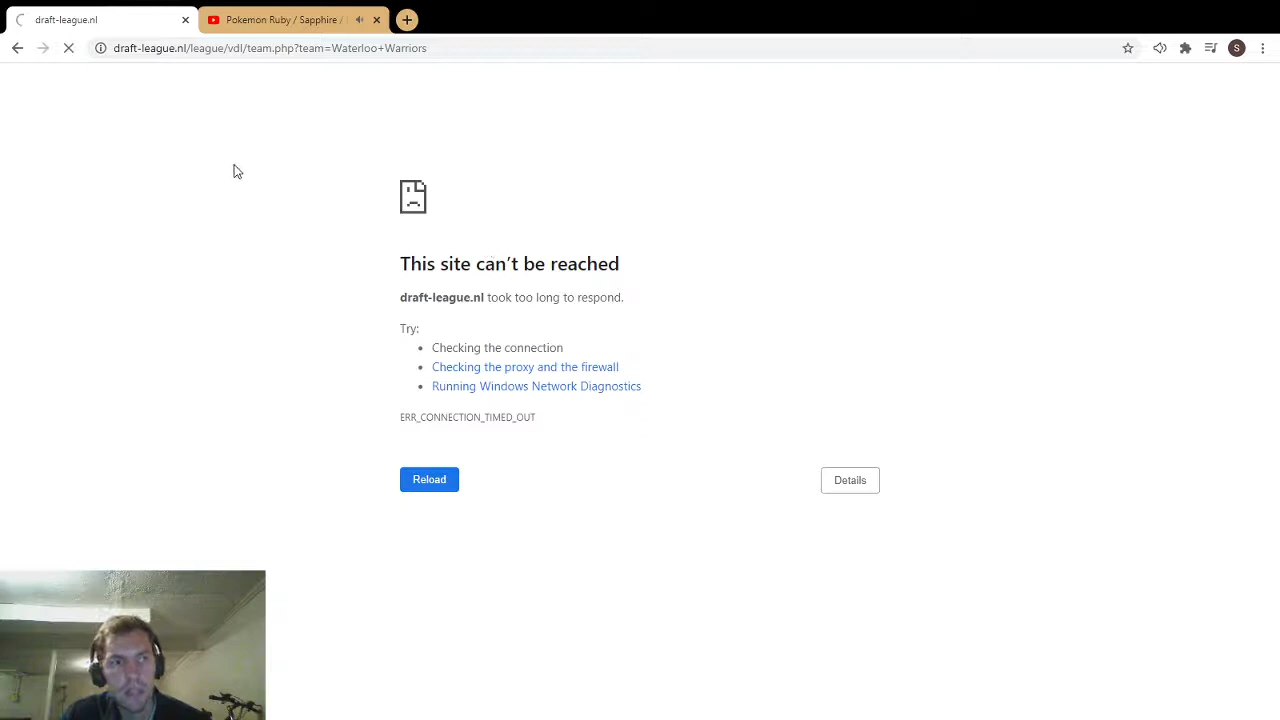 draft-league.nl
Pokemon Ruby / Sapphire /
draft-league.nl/league/vdl/team.php?team=Waterloo+Warriors
S
This site can't be reached
draft-league.nl took too long to respond.
Try:
• Checking the connection
• Checking the proxy and the firewall
• Running Windows Network Diagnostics
ERR_CONNECTION_TIMED_OUT
Reload
Details